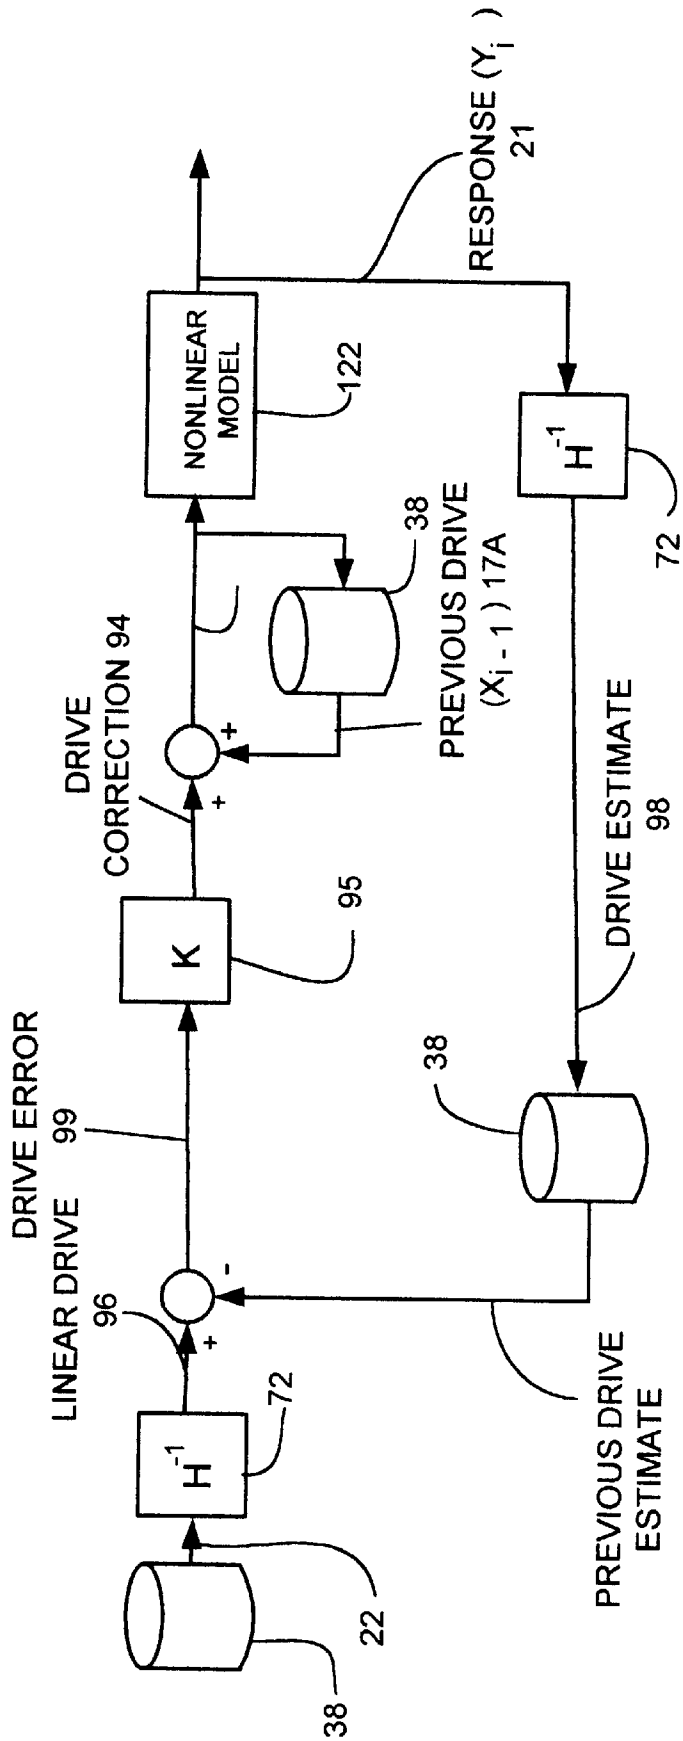 38
22
H-1
72
LINEAR DRIVE
96
+
-
DRIVE ERROR
99
K
95
DRIVE
CORRECTION 94
+
+
38
PREVIOUS DRIVE
(Xi - 1 ) 17A
NONLINEAR
MODEL
122
RESPONSE (Yi )
21
H-1
72
DRIVE ESTIMATE
98
38
PREVIOUS DRIVE
ESTIMATE